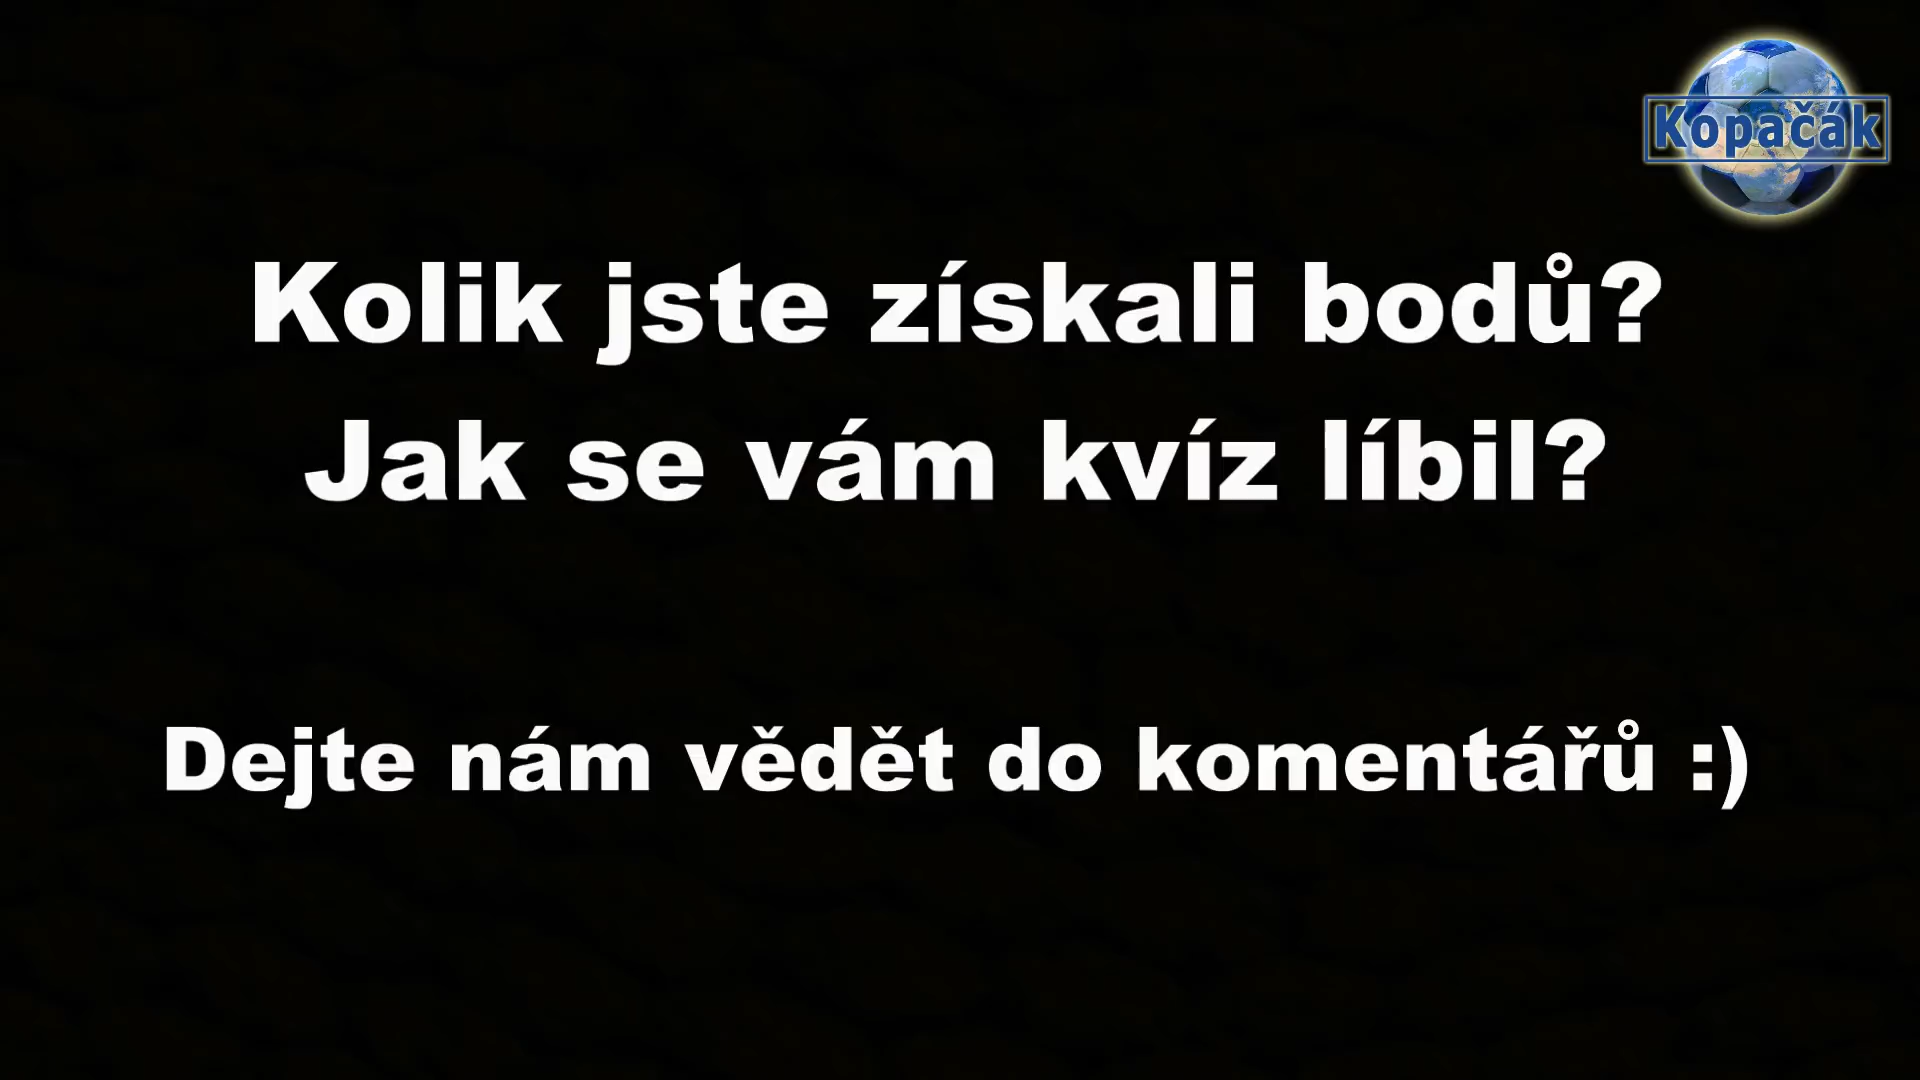 Kopačák
Kolik jste získali bodů?
Jak se vám kvíz líbil?
Dejte nám vědět do komentářů :)